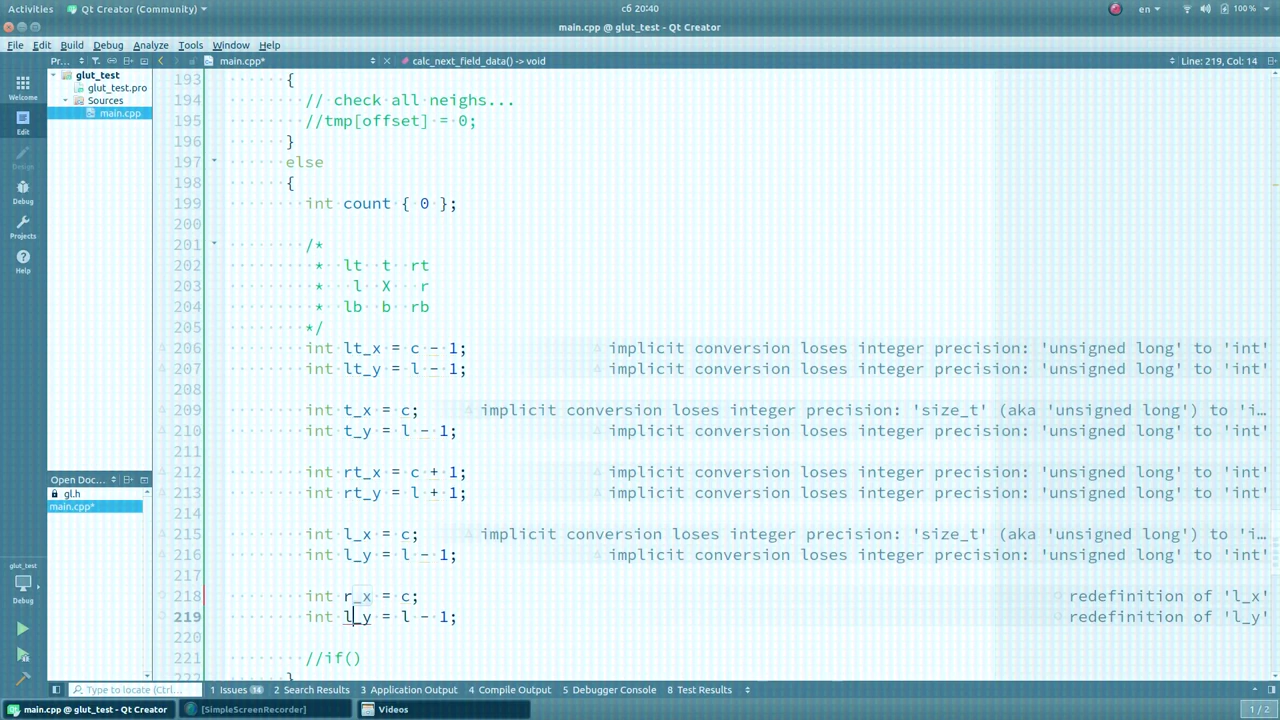 Activities Qt Creator (Community) сб 20:40 en 100 %
main.cpp @ glut_test - Qt Creator
File Edit Build Debug Analyze Tools Window Help
Pr... main.cpp* calc_next_field_data() -> void Line: 219, Col: 14
Welcome
Edit
Design
Debug
Projects
Help
glut_test
glut_test.pro
Sources
main.cpp
193 {
194 // check all neighs...
195 //tmp[offset] = 0;
196 }
197 else
198 {
199 int count { 0 };
200
201 /*
202 * lt t rt
203 * l X r
204 * lb b rb
205 */
206 int lt_x = c - 1; implicit conversion loses integer precision: 'unsigned long' to 'int'
207 int lt_y = l - 1; implicit conversion loses integer precision: 'unsigned long' to 'int'
208
209 int t_x = c; implicit conversion loses integer precision: 'size_t' (aka 'unsigned long') to 'i...
210 int t_y = l - 1; implicit conversion loses integer precision: 'unsigned long' to 'int'
211
212 int rt_x = c + 1; implicit conversion loses integer precision: 'unsigned long' to 'int'
213 int rt_y = l + 1; implicit conversion loses integer precision: 'unsigned long' to 'int'
214
215 int l_x = c; implicit conversion loses integer precision: 'size_t' (aka 'unsigned long') to 'i...
216 int l_y = l - 1; implicit conversion loses integer precision: 'unsigned long' to 'int'
217
218 int r_x = c; redefinition of 'l_x'
219 int l_y = l - 1; redefinition of 'l_y'
220
221 //if()
222 }
Open Doc...
gl.h
main.cpp*
glut_test
Debug
Type to locate (Ctrl... 1 Issues 14 2 Search Results 3 Application Output 4 Compile Output 5 Debugger Console 8 Test Results
main.cpp @ glut_test - Qt Creator [SimpleScreenRecorder] Videos 1 / 2